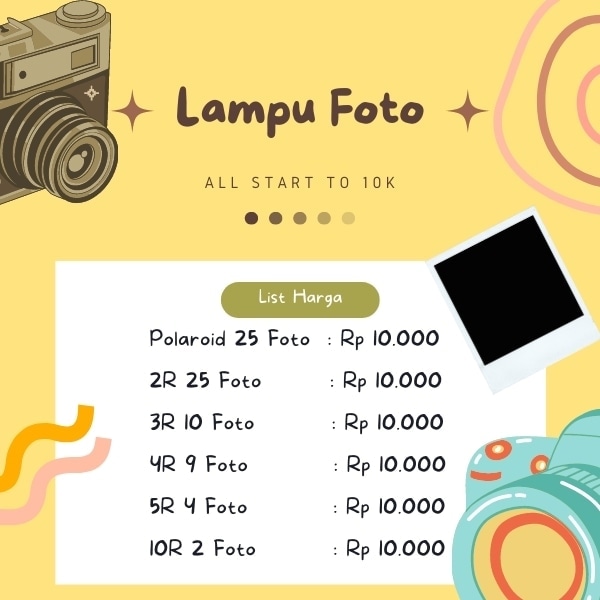 Lampu Foto
ALL START TO 10K
List Harga
Polaroid 25 Foto : Rp 10.000
2R 25 Foto : Rp 10.000
3R 10 Foto : Rp 10.000
4R 9 Foto : Rp 10.000
5R 4 Foto : Rp 10.000
10R 2 Foto : Rp 10.000